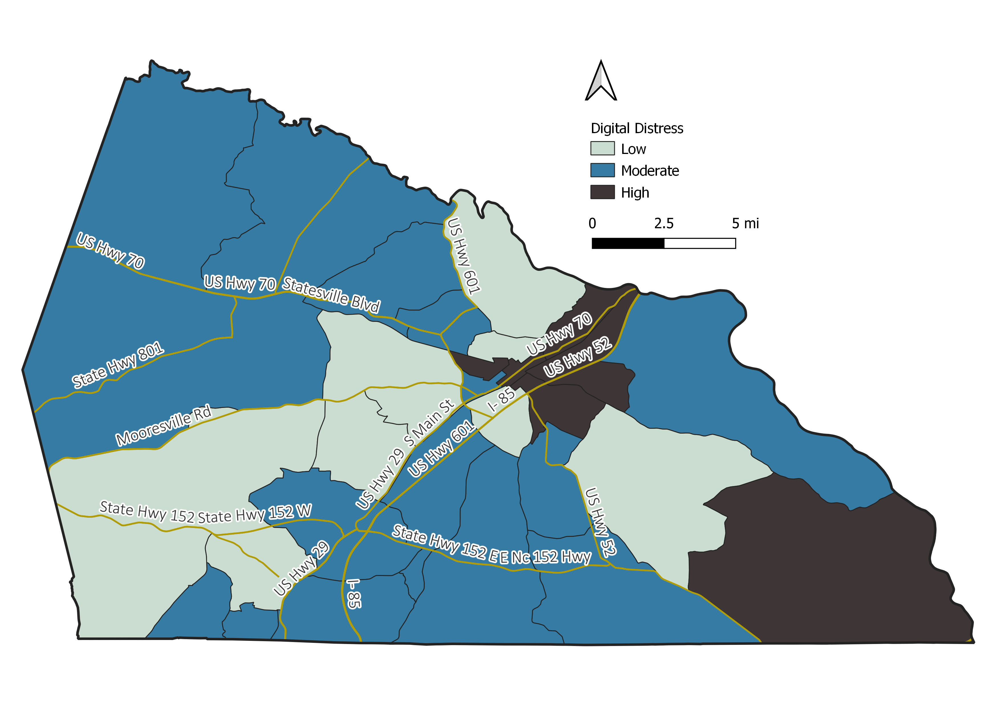 Digital Distress
Low
Moderate
High
0 2.5 5 mi
US Hwy 70
US Hwy 70
Statesville Blvd
US Hwy 601
US Hwy 70
US Hwy 52
State Hwy 801
Mooresville Rd
I- 85
S Main St
US Hwy 601
US Hwy 29
State Hwy 152
State Hwy 152 W
US Hwy 52
State Hwy 152 E
E Nc 152 Hwy
US Hwy 29
I- 85